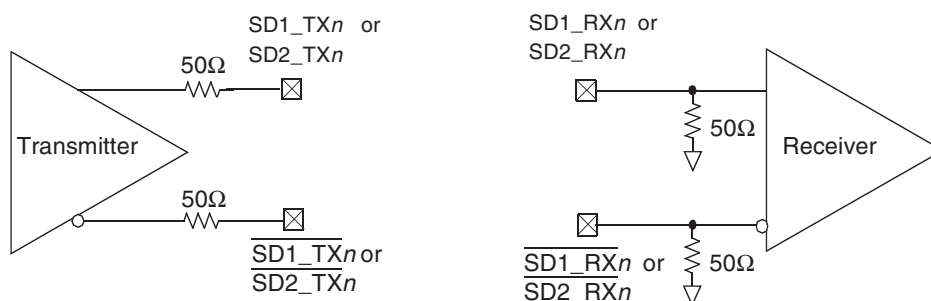 SD1_TXn or
SD2_TXn
50Ω
Transmitter
50Ω
SD1_TXn or
SD2_TXn
SD1_RXn or
SD2_RXn
50Ω
Receiver
SD1_RXn or
SD2_RXn
50Ω